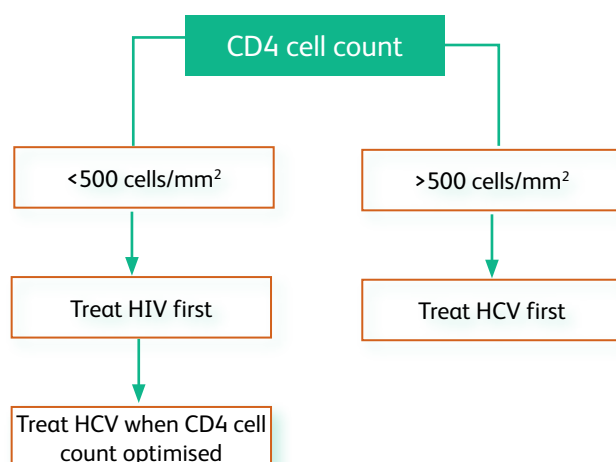 CD4 cell count
<500 cells/mm²
>500 cells/mm²
Treat HIV first
Treat HCV first
Treat HCV when CD4 cell
count optimised